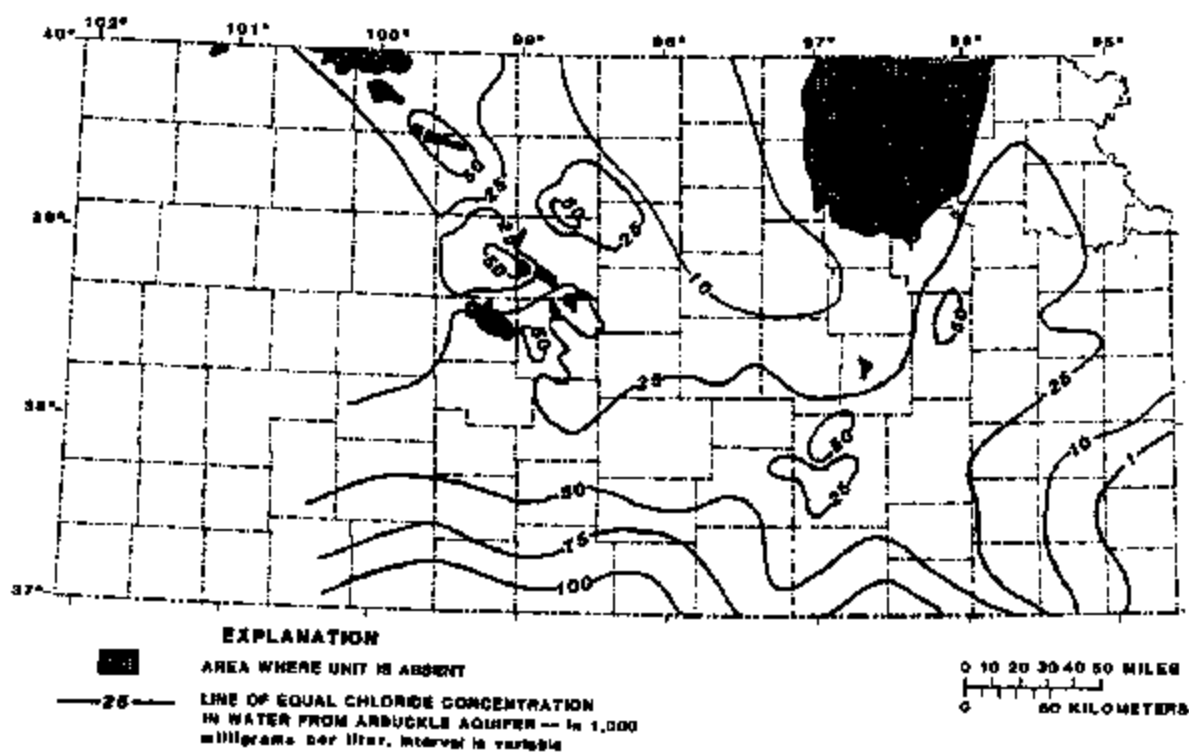 102° 101° 100° 99° 98° 97° 96° 95°
40°
50
25
39°
50
25
25
50
10
50
50
38°
25
25
50
10
1
25
50
75
37°
100
EXPLANATION
AREA WHERE UNIT IS ABSENT
25
LINE OF EQUAL CHLORIDE CONCENTRATION
IN WATER FROM ARBUCKLE AQUIFER -- in 1,000
milligrams per liter, interval is variable
0 10 20 30 40 50 MILES
0 50 KILOMETERS